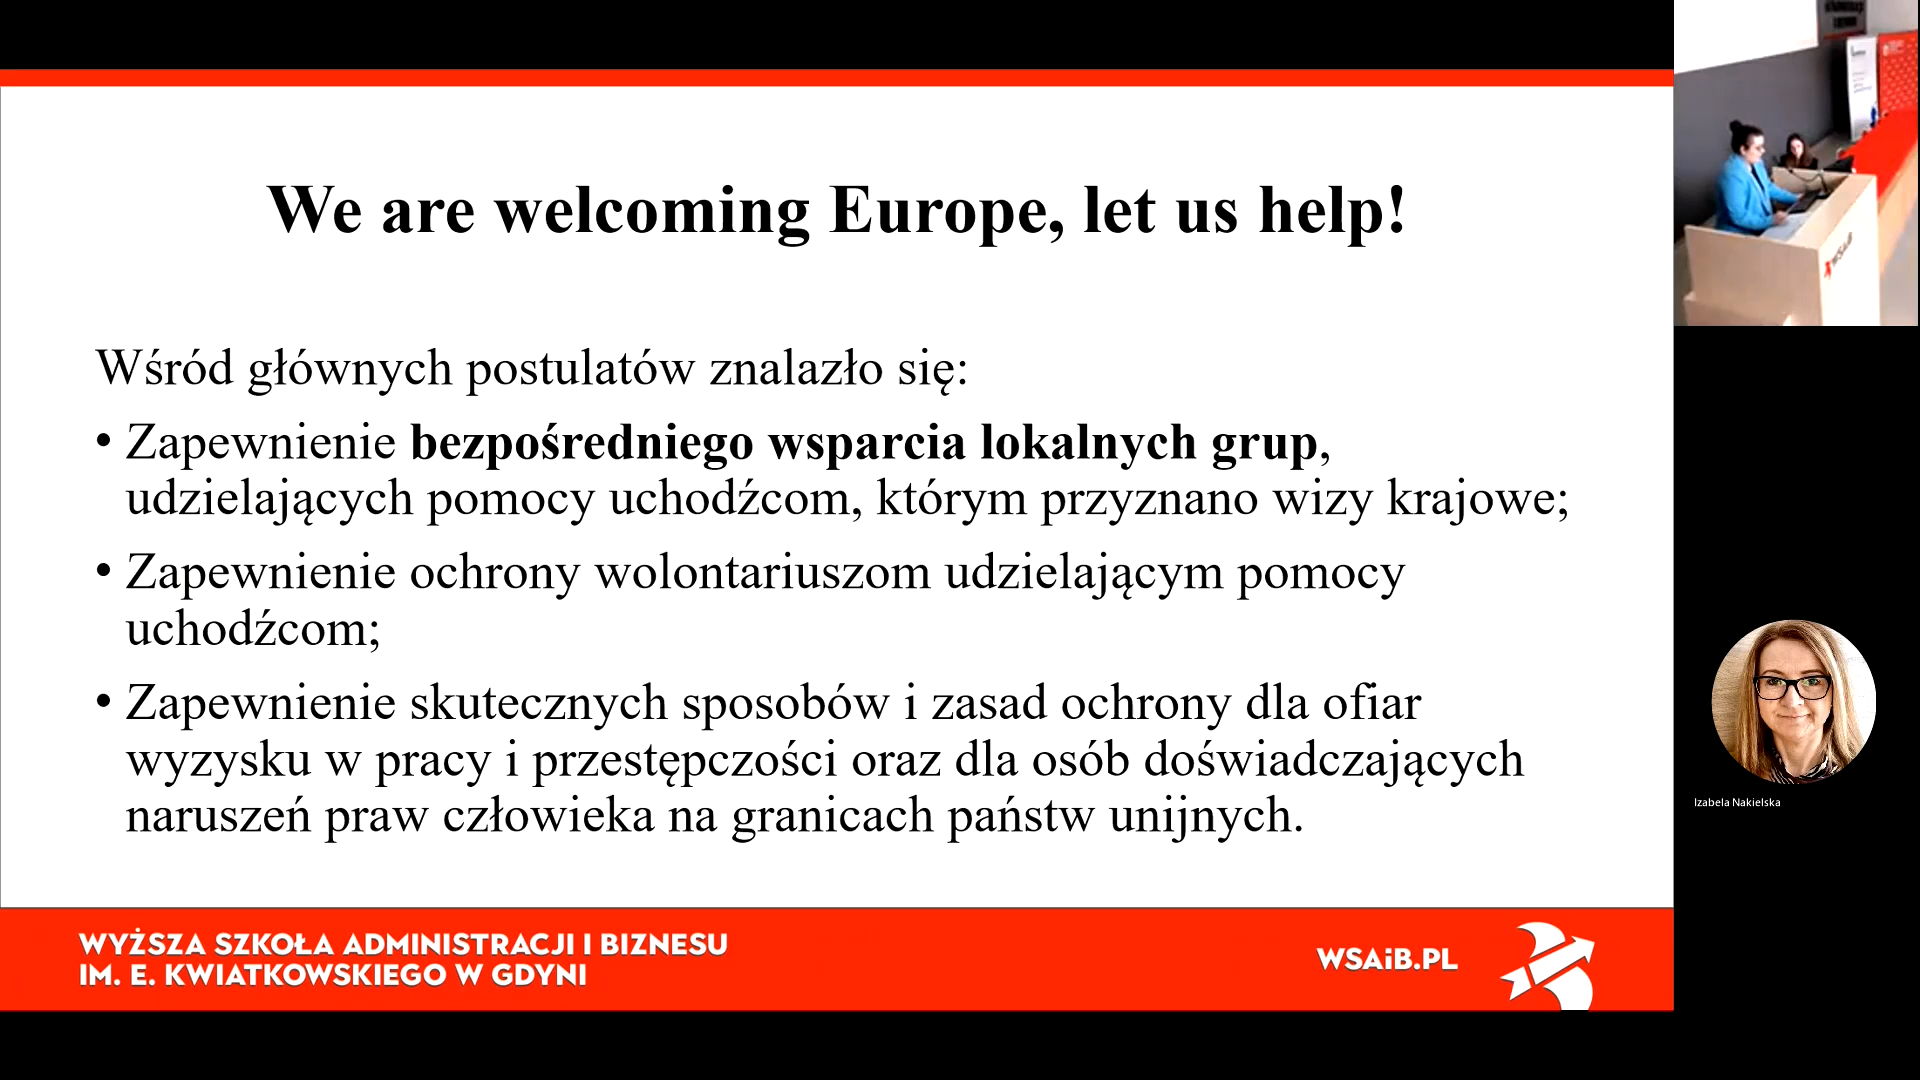 We are welcoming Europe, let us help!
Wśród głównych postulatów znalazło się:
• Zapewnienie bezpośredniego wsparcia lokalnych grup,
udzielających pomocy uchodźcom, którym przyznano wizy krajowe;
• Zapewnienie ochrony wolontariuszom udzielającym pomocy
uchodźcom;
• Zapewnienie skutecznych sposobów i zasad ochrony dla ofiar
wyzysku w pracy i przestępczości oraz dla osób doświadczających
naruszeń praw człowieka na granicach państw unijnych.
WYŻSZA SZKOŁA ADMINISTRACJI I BIZNESU
IM. E. KWIATKOWSKIEGO W GDYNI
WSAiB.PL
WSAiB
Izabela Nakielska